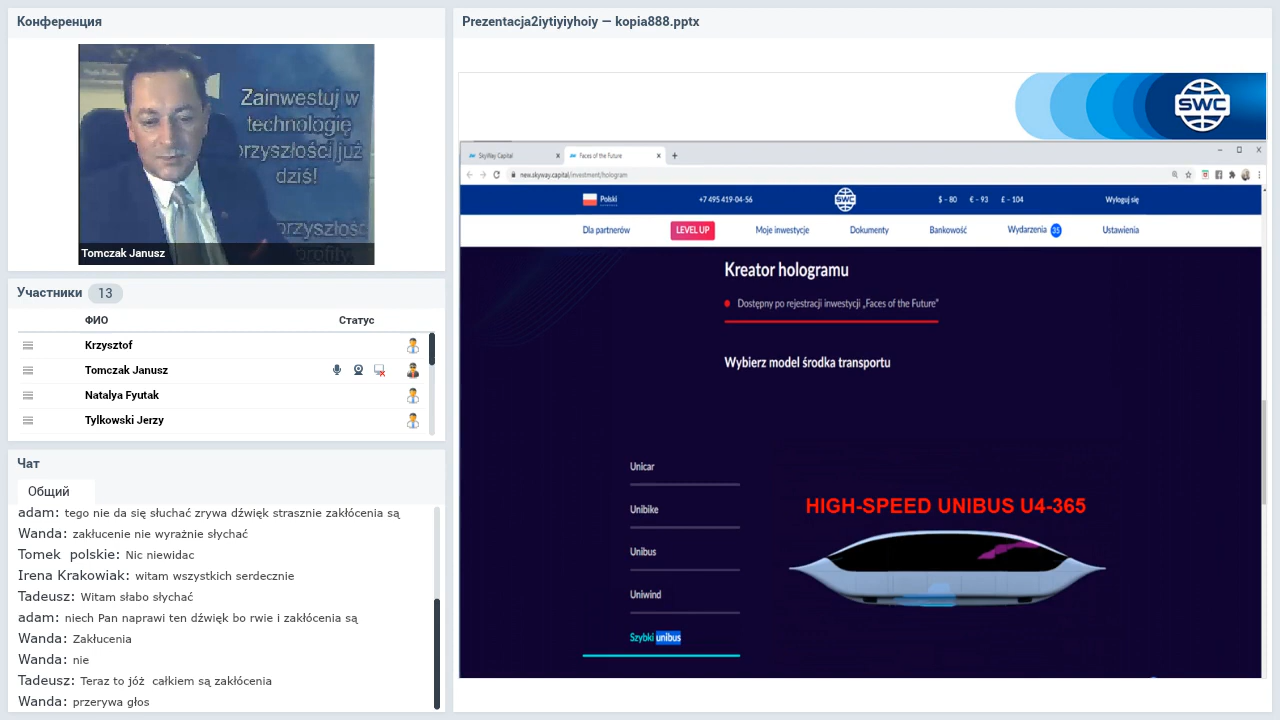 Конференция
Zainwestuj w
technologię
przyszłości już
dziś!
przyszłość
Tomczak Janusz
Участники 13
ФИО Статус
Krzysztof
Tomczak Janusz
Natalya Fyutak
Tylkowski Jerzy
Чат
Общий
adam: tego nie da się słuchać zrywa dźwięk strasznie zakłócenia są
Wanda: zakłucenie nie wyrażnie słychać
Tomek polskie: Nic niewidac
Irena Krakowiak: witam wszystkich serdecznie
Tadeusz: Witam słabo słychać
adam: niech Pan naprawi ten dźwięk bo rwie i zakłócenia są
Wanda: Zakłucenia
Wanda: nie
Tadeusz: Teraz to jóż całkiem są zakłócenia
Wanda: przerywa głos
Prezentacja2iytiyiyhoiy — kopia888.pptx
SWC
SkyWay Capital
Faces of the Future
new.skyway.capital/investment/hologram
Polski
+7 495 419-04-56
SWC
$ – 80 € – 93 £ – 104
Wyloguj się
Dla partnerów
LEVEL UP
Moje inwestycje
Dokumenty
Bankowość
Wydarzenia 35
Ustawienia
Kreator hologramu
Dostępny po rejestracji inwestycji „Faces of the Future”
Wybierz model środka transportu
Unicar
Unibike
Unibus
Uniwind
Szybki unibus
HIGH-SPEED UNIBUS U4-365